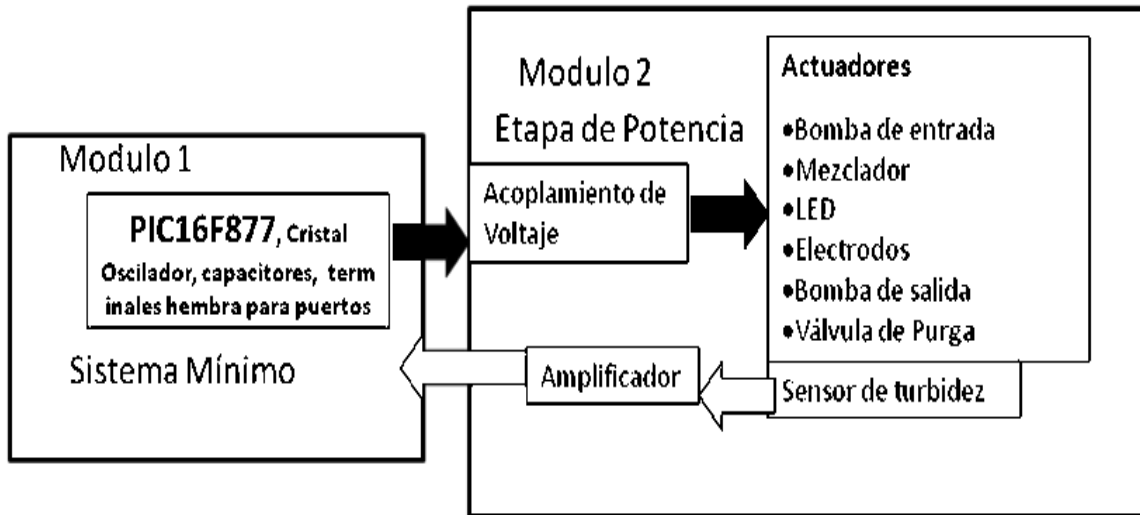 Modulo 1
PIC16F877, Cristal
Oscilador, capacitores, term
inales hembra para puertos
Sistema Mínimo
Modulo 2
Etapa de Potencia
Acoplamiento de
Voltaje
Actuadores
•Bomba de entrada
•Mezclador
•LED
•Electrodos
•Bomba de salida
•Válvula de Purga
Sensor de turbidez
Amplificador